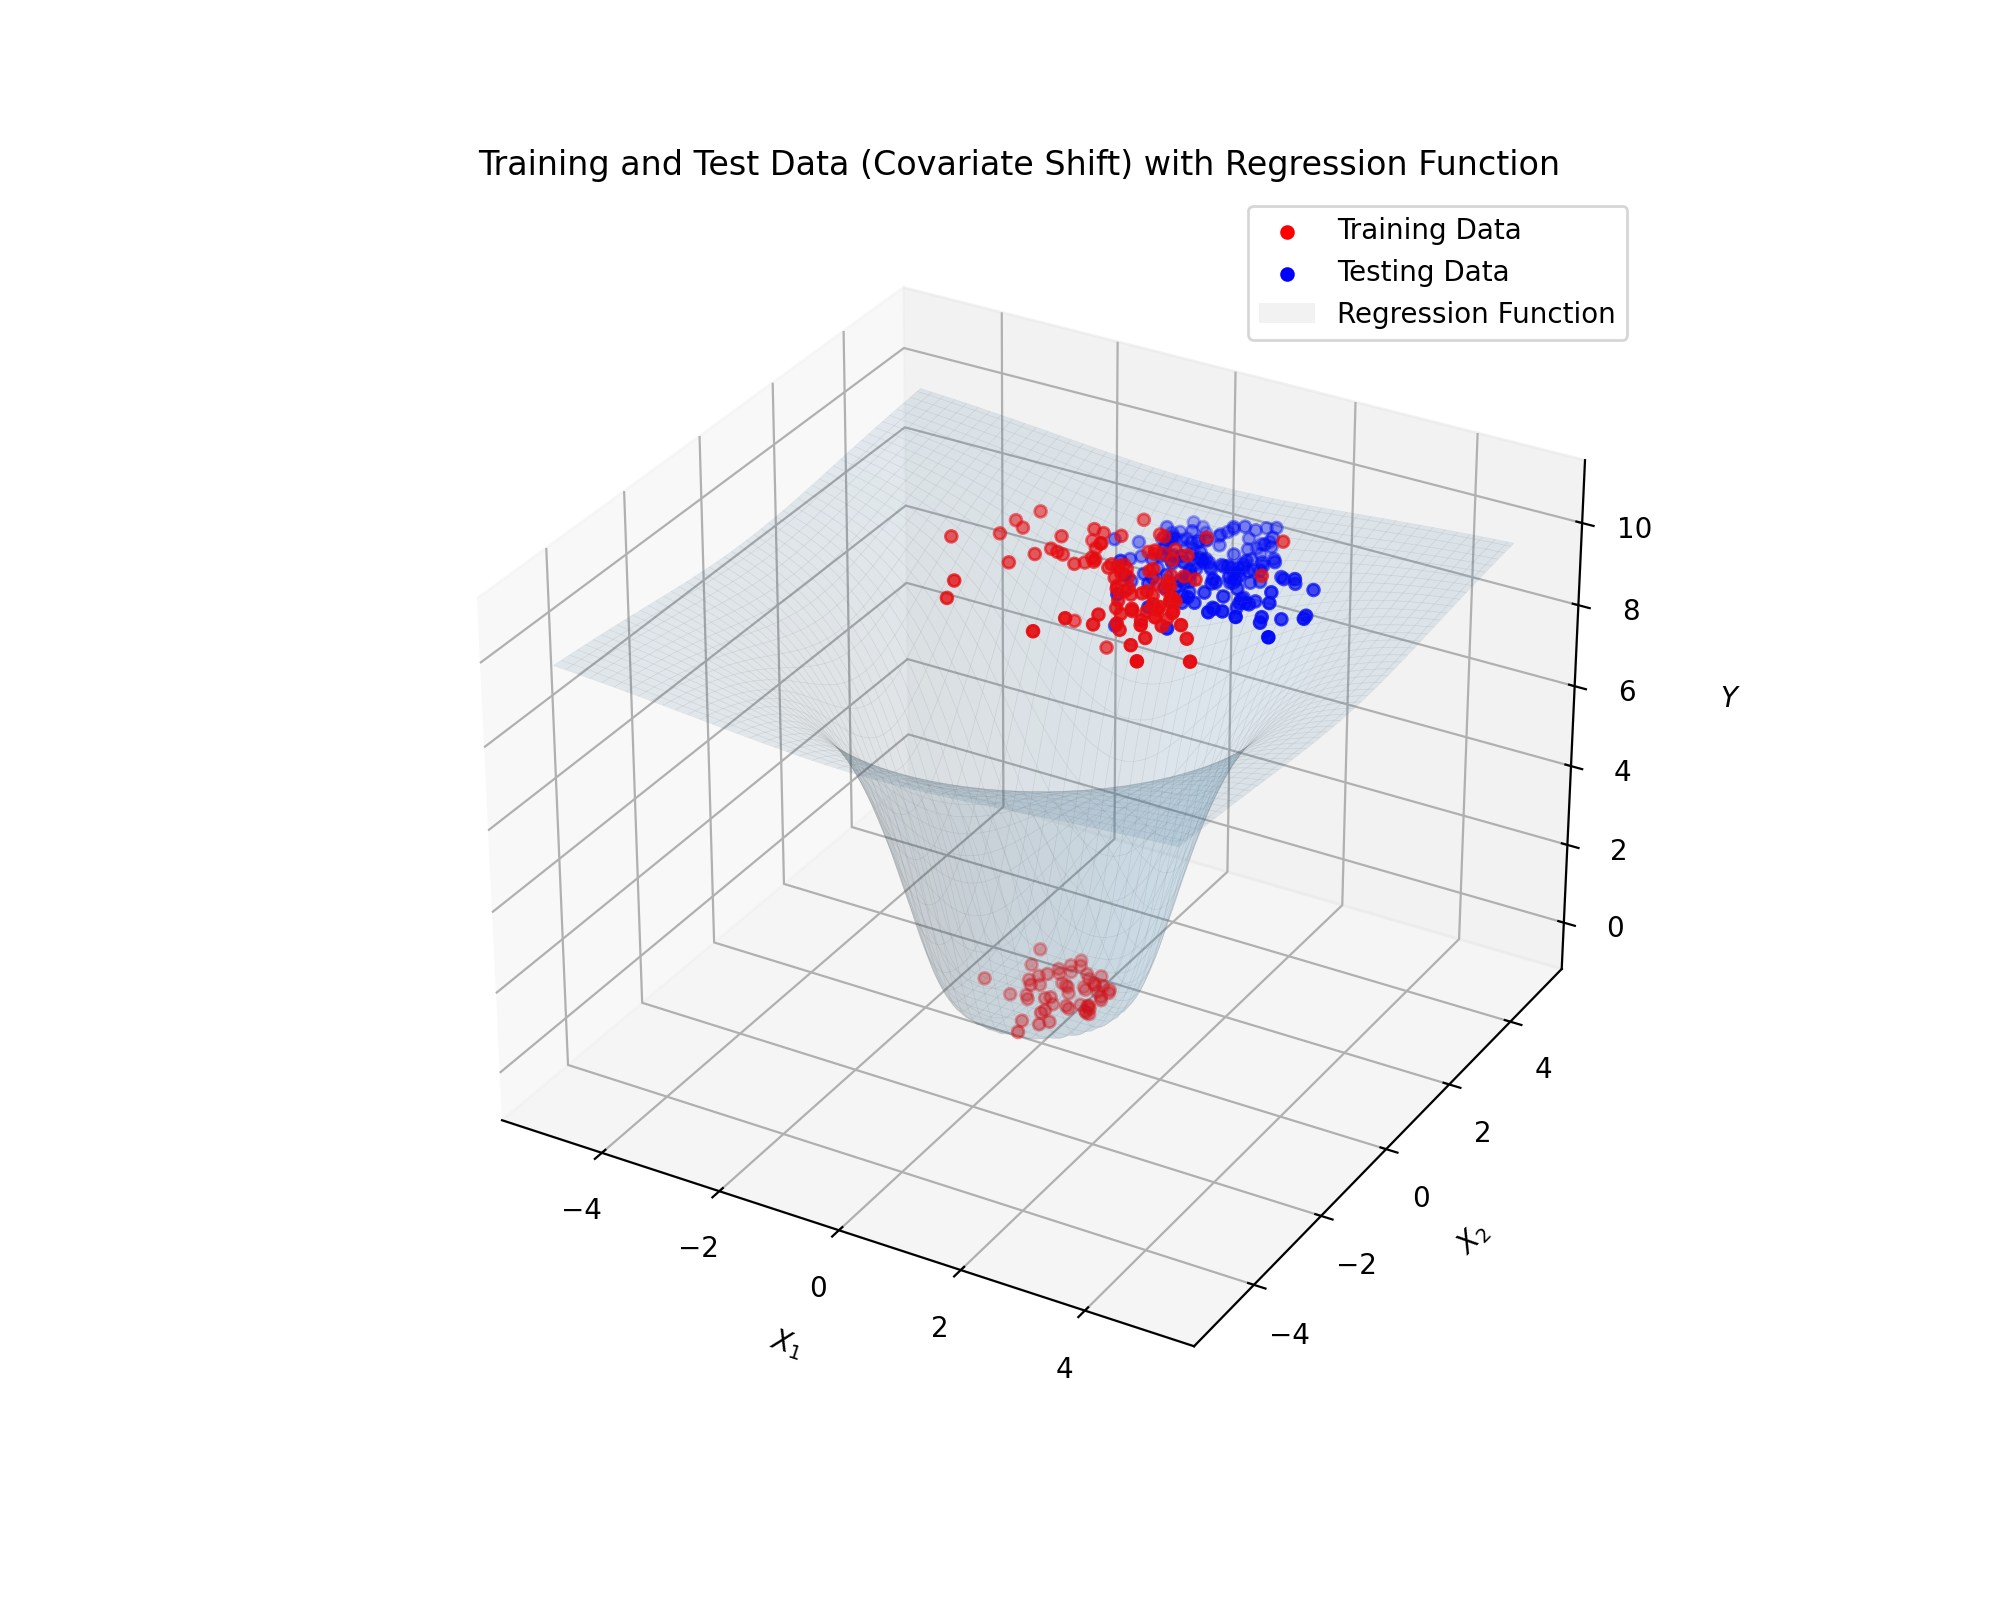 Training and Test Data (Covariate Shift) with Regression Function
Training Data
Testing Data
Regression Function
10
8
6
4
2
0
Y
4
2
0
−2
−4
X₂
−4
−2
0
2
4
X₁